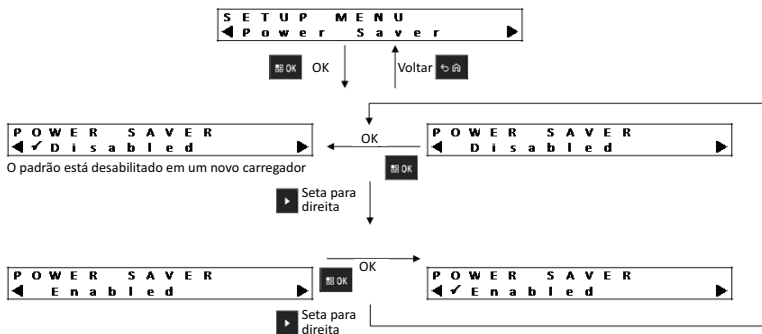 SETUP MENU
◀ Power Saver ▶
OK OK
Voltar
POWER SAVER
◀ ✓ Disabled ▶
OK
POWER SAVER
◀ Disabled ▶
OK
O padrão está desabilitado em um novo carregador
Seta para
direita
POWER SAVER
◀ Enabled ▶
OK
OK
POWER SAVER
◀ ✓ Enabled ▶
Seta para
direita